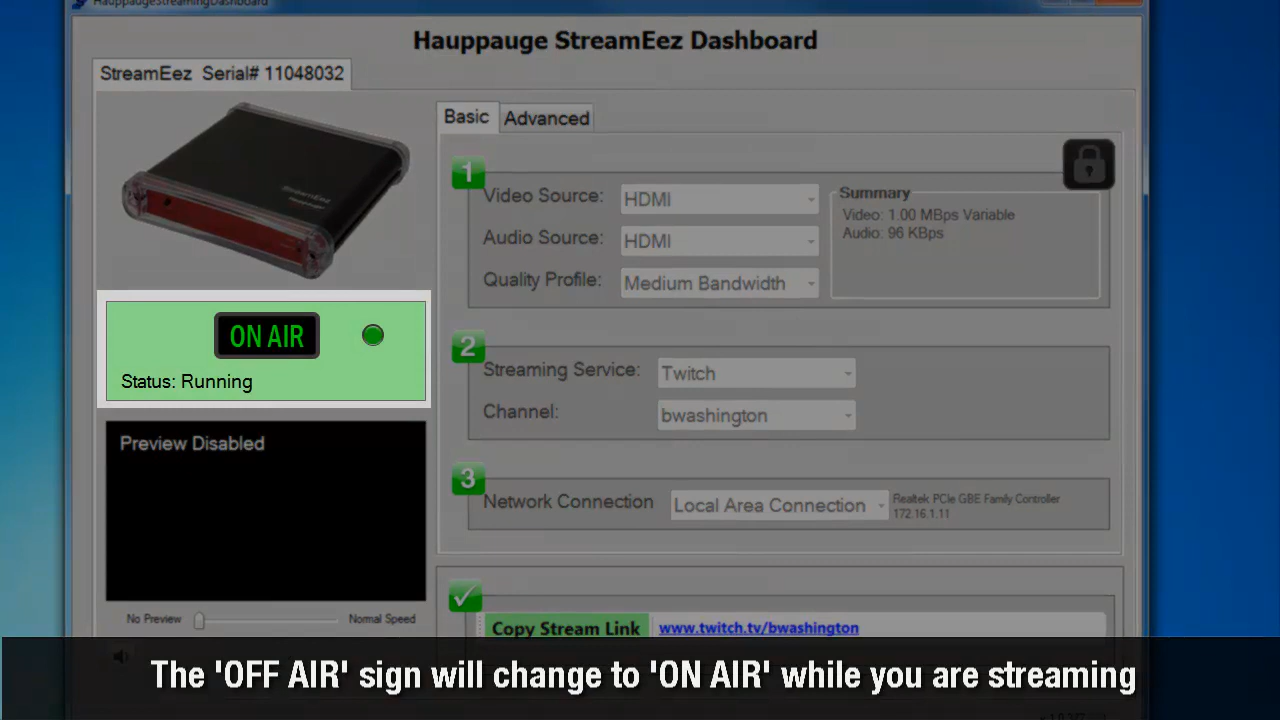 HauppaugeStreamingDashboard
Hauppauge StreamEez Dashboard
StreamEez Serial# 11048032
StreamEez
Basic
Advanced
1
Video Source:
HDMI
Audio Source:
HDMI
Quality Profile:
Medium Bandwidth
Summary
Video: 1.00 MBps Variable
Audio: 96 KBps
ON AIR
Status: Running
2
Streaming Service:
Twitch
Channel:
bwashington
Preview Disabled
3
Network Connection
Local Area Connection
Realtek PCIe GBE Family Controller
172.16.1.11
No Preview
Normal Speed
Copy Stream Link
www.twitch.tv/bwashington
The 'OFF AIR' sign will change to 'ON AIR' while you are streaming